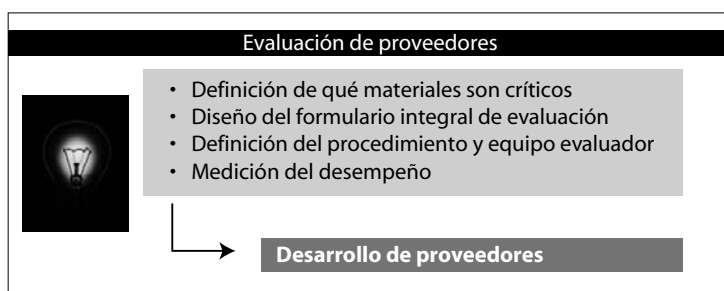 Evaluación de proveedores
• Definición de qué materiales son críticos
• Diseño del formulario integral de evaluación
• Definición del procedimiento y equipo evaluador
• Medición del desempeño
Desarrollo de proveedores